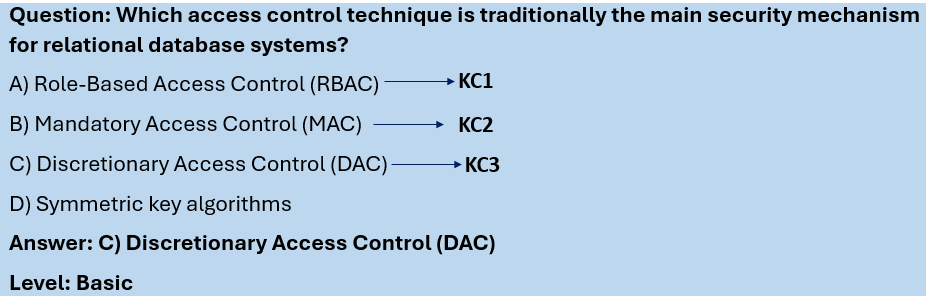 Question: Which access control technique is traditionally the main security mechanism
for relational database systems?
A) Role-Based Access Control (RBAC) KC1
B) Mandatory Access Control (MAC) KC2
C) Discretionary Access Control (DAC) KC3
D) Symmetric key algorithms
Answer: C) Discretionary Access Control (DAC)
Level: Basic